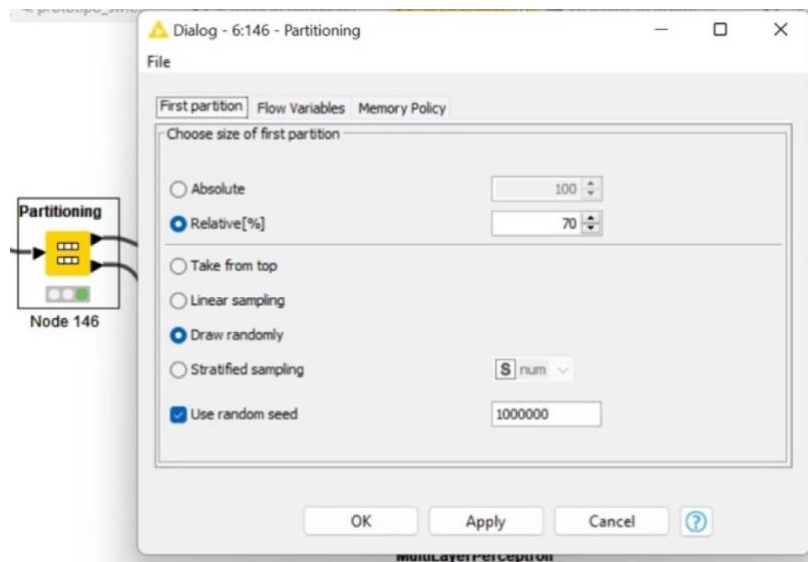 Dialog - 6:146 - Partitioning
File
First partition Flow Variables Memory Policy
Choose size of first partition
Absolute 100
Relative[%] 70
Take from top
Linear sampling
Draw randomly
Stratified sampling S num
Use random seed 1000000
OK Apply Cancel ?
Partitioning
Node 146
MultiLayerPerceptron